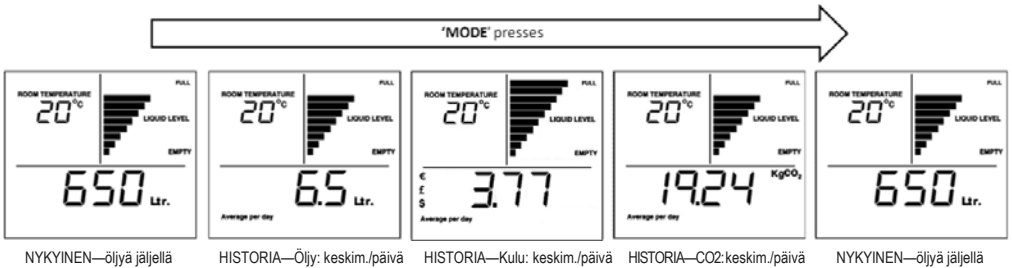 'MODE' presses
FULL
ROOM TEMPERATURE
20°C
LIQUID LEVEL
EMPTY
650 Ltr.
FULL
ROOM TEMPERATURE
20°C
LIQUID LEVEL
EMPTY
6.5 Ltr.
Average per day
FULL
ROOM TEMPERATURE
20°C
LIQUID LEVEL
EMPTY
€
£
$
3.77
Average per day
FULL
ROOM TEMPERATURE
20°C
LIQUID LEVEL
EMPTY
KgCO₂
19.24
Average per day
FULL
ROOM TEMPERATURE
20°C
LIQUID LEVEL
EMPTY
650 Ltr.
NYKYINEN—öljyä jäljellä
HISTORIA—Öljy: keskim./päivä
HISTORIA—Kulu: keskim./päivä
HISTORIA—CO2:keskim./päivä
NYKYINEN—öljyä jäljellä